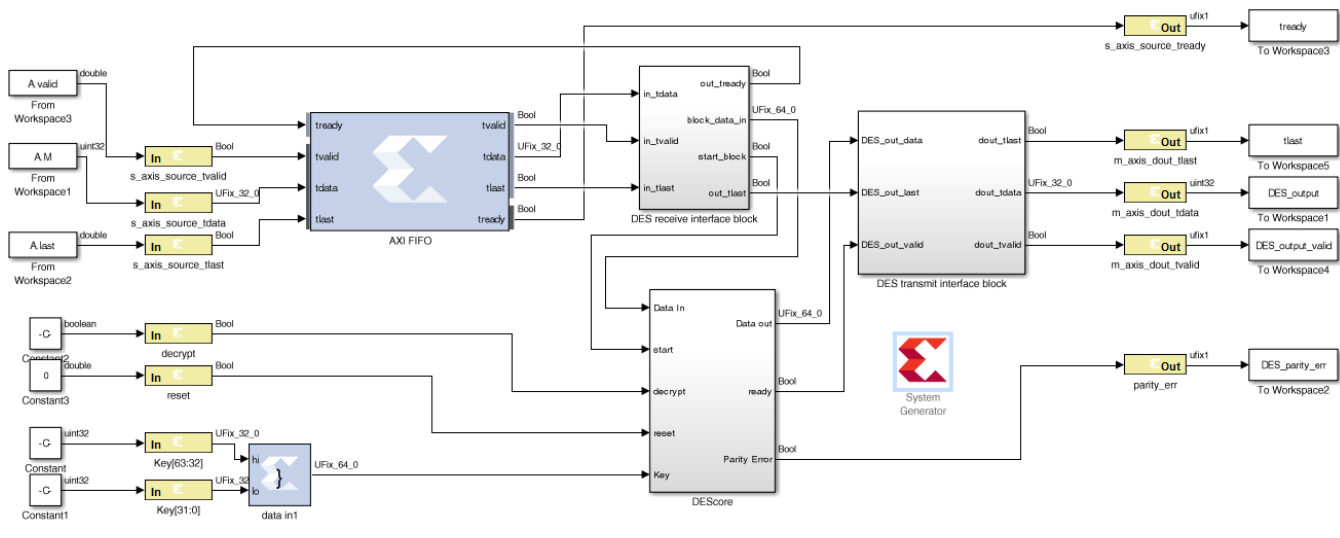 ufix1
Out
s_axis_source_tready
tready
To Workspace3
A.valid
double
From
Workspace3
In
Bool
s_axis_source_tvalid
A.M
uint32
From
Workspace1
In
UFix_32_0
s_axis_source_tdata
A.last
double
From
Workspace2
In
Bool
s_axis_source_tlast
tready
tvalid
tdata
tlast
tvalid
tdata
tlast
tready
Bool
UFix_32_0
Bool
Bool
AXI FIFO
in_tdata
in_tvalid
in_tlast
out_tready
block_data_in
start_block
out_tlast
Bool
UFix_64_0
Bool
Bool
DES receive interface block
DES_out_data
DES_out_last
DES_out_valid
dout_tlast
dout_tdata
dout_tvalid
Bool
UFix_32_0
Bool
DES transmit interface block
Out
ufix1
m_axis_dout_tlast
tlast
To Workspace5
Out
uint32
m_axis_dout_tdata
DES_output
To Workspace1
Out
ufix1
m_axis_dout_tvalid
DES_output_valid
To Workspace4
-C-
boolean
Constant2
In
Bool
decrypt
0
double
Constant3
In
Bool
reset
-C-
uint32
Constant
In
UFix_32_0
Key[63:32]
-C-
uint32
Constant1
In
UFix_32
Key[31:0]
hi
lo
}
UFix_64_0
data in1
Data In
start
decrypt
reset
Key
Data out
ready
Parity Error
UFix_64_0
Bool
Bool
DEScore
System
Generator
Out
ufix1
parity_err
DES_parity_err
To Workspace2